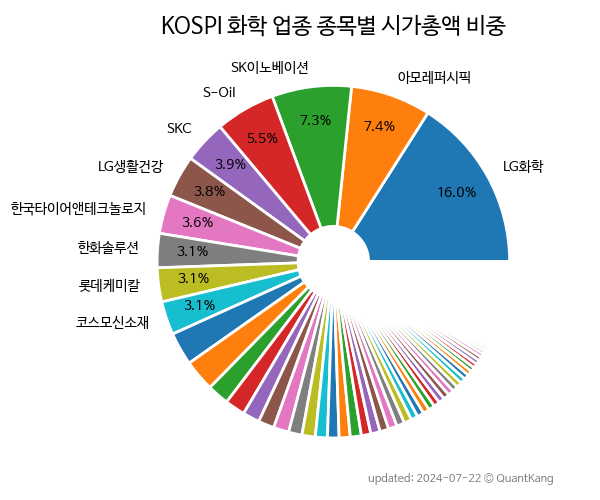 KOSPI 화학 업종 종목별 시가총액 비중
SK이노베이션
아모레퍼시픽
S-Oil
7.3%
7.4%
5.5%
SKC
3.9%
LG생활건강
LG화학
3.8%
16.0%
한국타이어앤테크놀로지
3.6%
한화솔루션
3.1%
롯데케미칼
3.1%
3.1%
코스모신소재
updated: 2024-07-22 ⓒ QuantKang